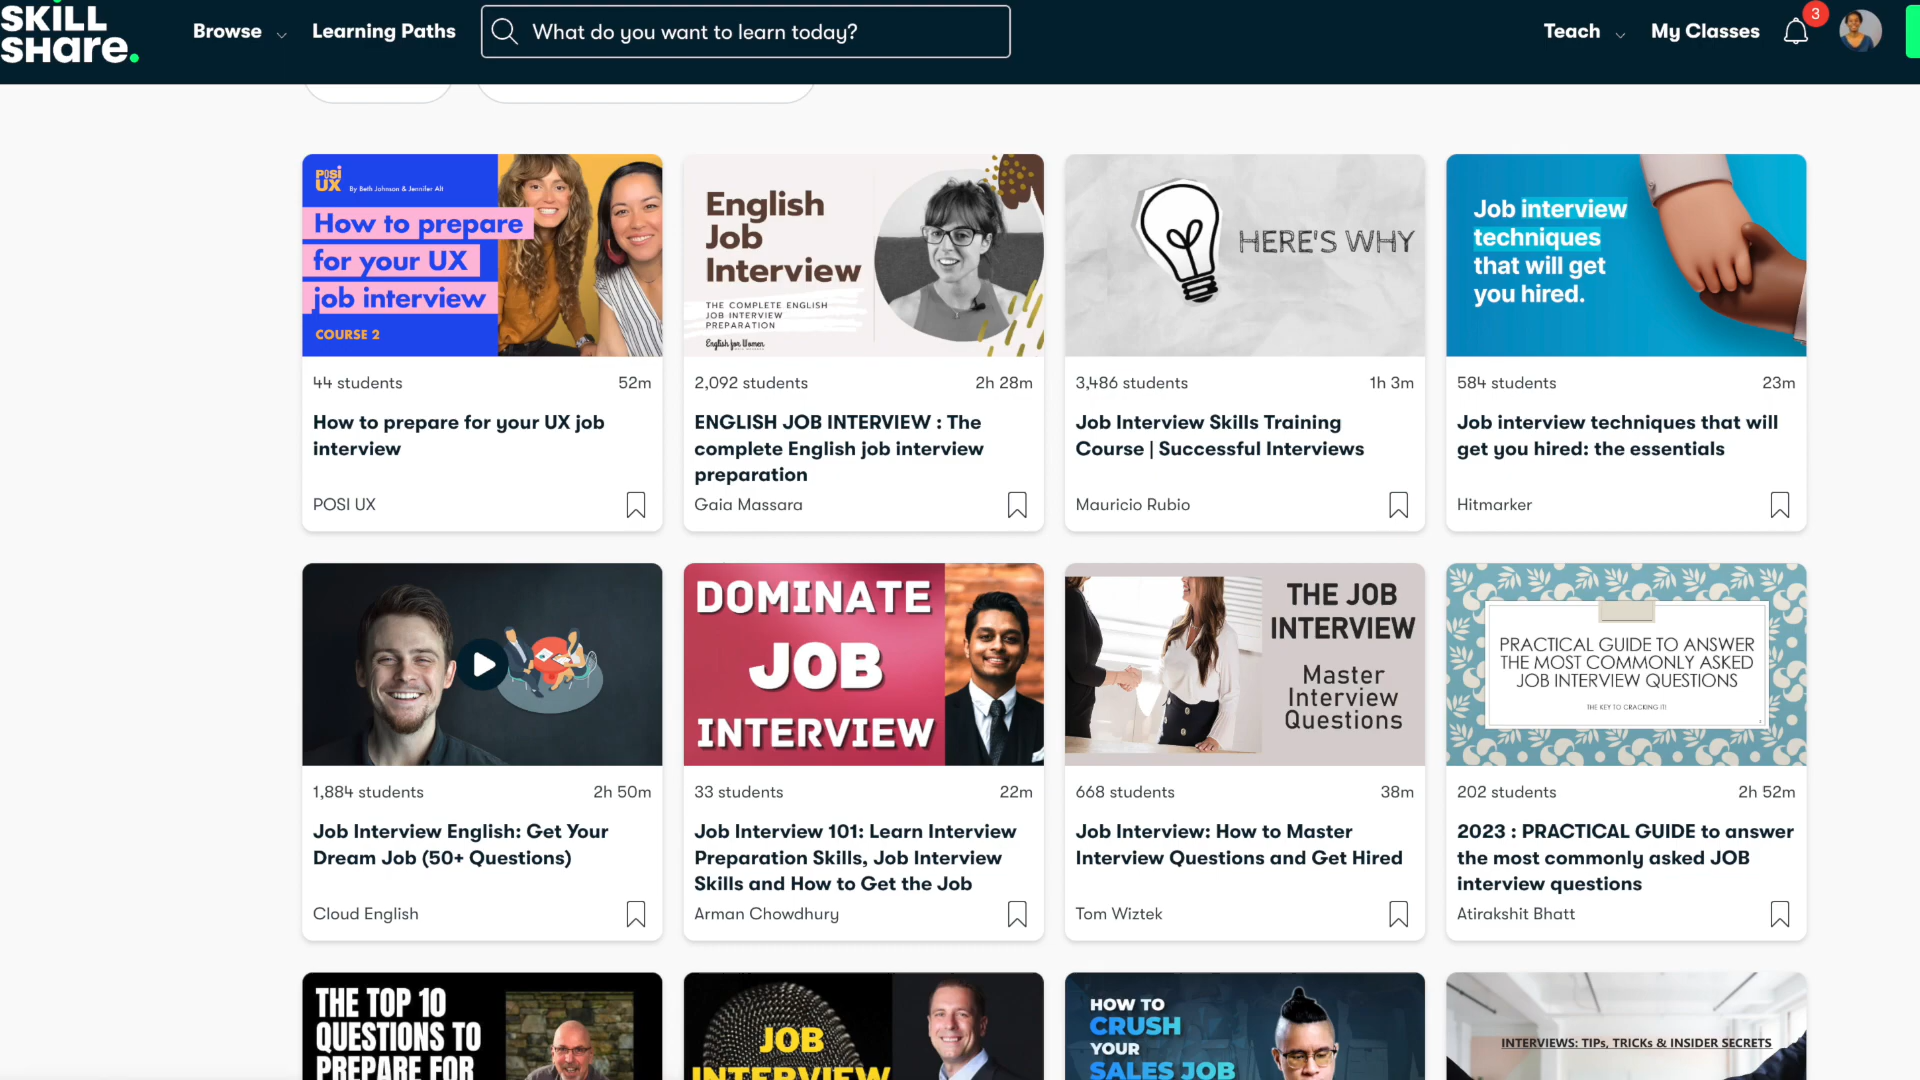 SKILL
SHare.
Browse
Learning Paths
What do you want to learn today?
Teach
My Classes
3
POSI
UX
By Beth Johnson & Jennifer Alt
How to prepare
for your UX
job interview
COURSE 2
44 students
52m
How to prepare for your UX job
interview
POSI UX
English
Job
Interview
THE COMPLETE ENGLISH
JOB INTERVIEW
PREPARATION
English for Women
2,092 students
2h 28m
ENGLISH JOB INTERVIEW : The
complete English job interview
preparation
Gaia Massara
HERE'S WHY
3,486 students
1h 3m
Job Interview Skills Training
Course | Successful Interviews
Mauricio Rubio
Job interview
techniques
that will get
you hired.
584 students
23m
Job interview techniques that will
get you hired: the essentials
Hitmarker
1,884 students
2h 50m
Job Interview English: Get Your
Dream Job (50+ Questions)
Cloud English
DOMINATE
JOB
INTERVIEW
33 students
22m
Job Interview 101: Learn Interview
Preparation Skills, Job Interview
Skills and How to Get the Job
Arman Chowdhury
THE JOB
INTERVIEW
Master
Interview
Questions
668 students
38m
Job Interview: How to Master
Interview Questions and Get Hired
Tom Wiztek
PRACTICAL GUIDE TO ANSWER
THE MOST COMMONLY ASKED
JOB INTERVIEW QUESTIONS
THE KEY TO CRACKING IT!
202 students
2h 52m
2023 : PRACTICAL GUIDE to answer
the most commonly asked JOB
interview questions
Atirakshit Bhatt
THE TOP 10
QUESTIONS TO
PREPARE FOR
JOB
INTERVIEW
HOW TO
CRUSH
YOUR
SALES JOB
INTERVIEWS: TIPs, TRICKs & INSIDER SECRETS